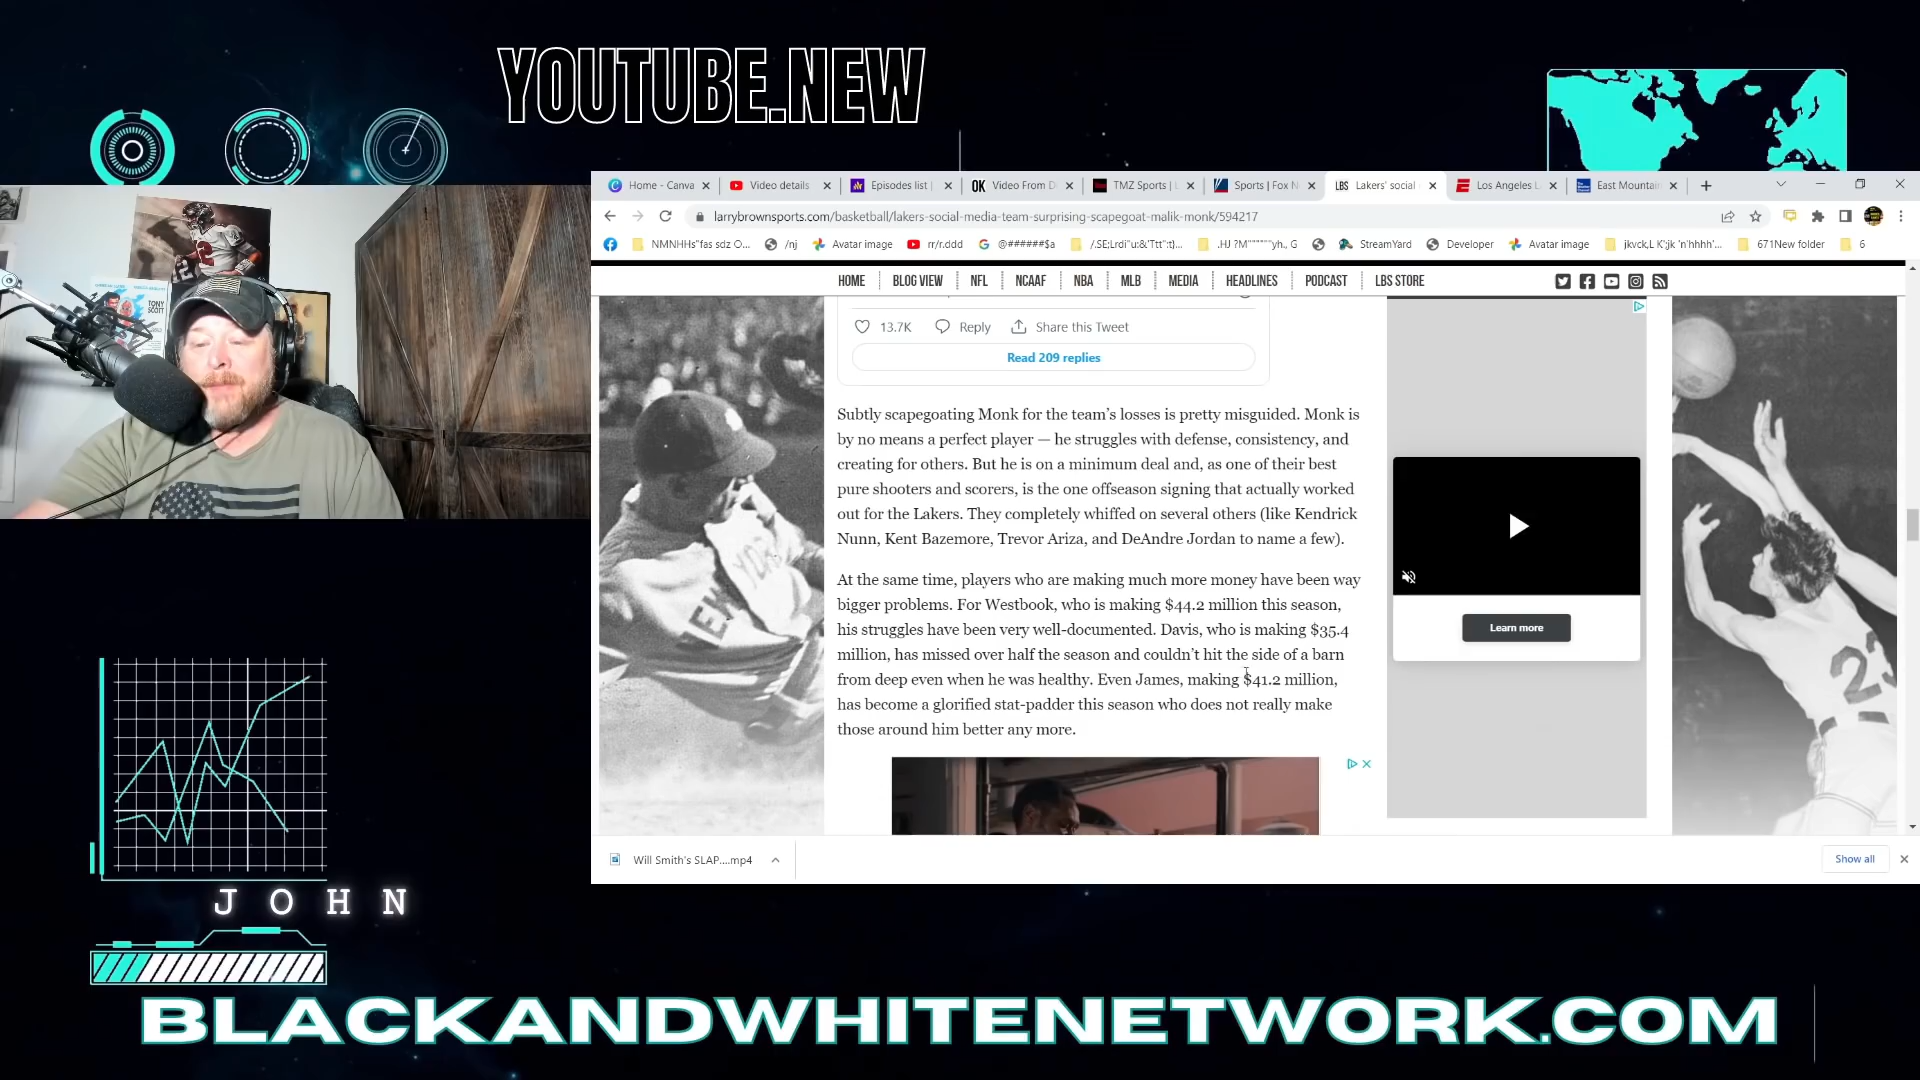 YOUTUBE.NEW
TONY
SCOTT
Home - Canva
Video details
Episodes list |
OK Video From D
TMZ Sports | L
Sports | Fox N
LBS Lakers' social
Los Angeles L
East Mountain
larrybrownsports.com/basketball/lakers-social-media-team-surprising-scapegoat-malik-monk/594217
/nj
Avatar image
rr/r.ddd
@######$a
StreamYard
Developer
Avatar image
671New folder
6
HOME
BLOG VIEW
NFL
NCAAF
NBA
MLB
MEDIA
HEADLINES
PODCAST
LBS STORE
13.7K
Reply
Share this Tweet
Read 209 replies
Subtly scapegoating Monk for the team's losses is pretty misguided. Monk is
by no means a perfect player — he struggles with defense, consistency, and
creating for others. But he is on a minimum deal and, as one of their best
pure shooters and scorers, is the one offseason signing that actually worked
out for the Lakers. They completely whiffed on several others (like Kendrick
Nunn, Kent Bazemore, Trevor Ariza, and DeAndre Jordan to name a few).
At the same time, players who are making much more money have been way
bigger problems. For Westbook, who is making $44.2 million this season,
his struggles have been very well-documented. Davis, who is making $35.4
million, has missed over half the season and couldn't hit the side of a barn
from deep even when he was healthy. Even James, making $41.2 million,
has become a glorified stat-padder this season who does not really make
those around him better any more.
Learn more
Will Smith's SLAP....mp4
Show all
JOHN
BLACKANDWHITENETWORK.COM